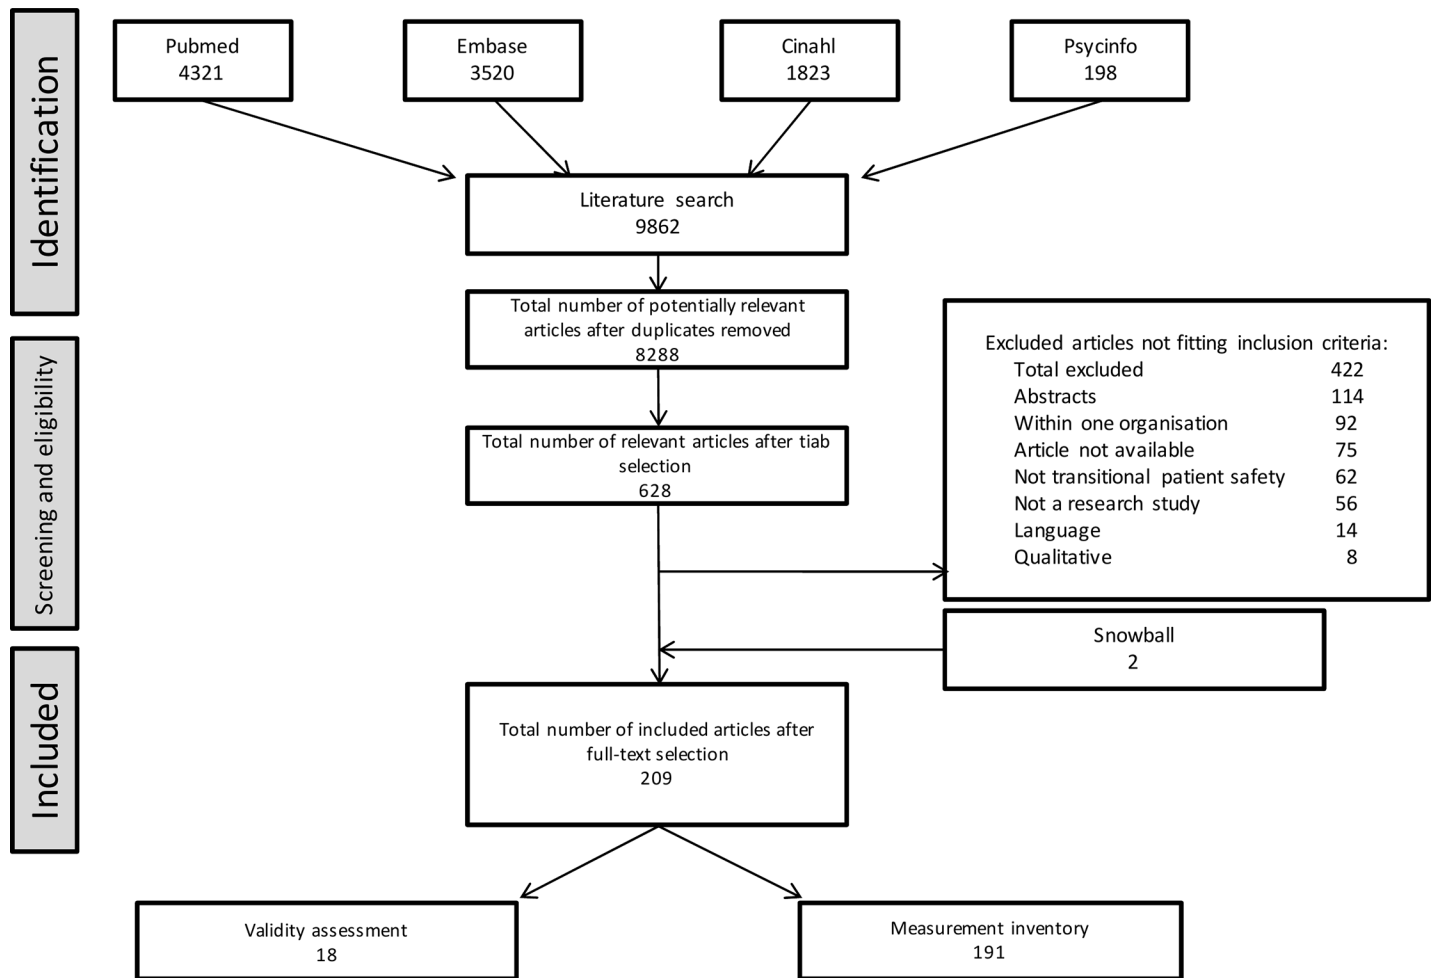 Identification
Pubmed
4321
Embase
3520
Cinahl
1823
Psycinfo
198
Literature search
9862
Total number of potentially relevant
articles after duplicates removed
8288
Screening and eligibility
Total number of relevant articles after tiab
selection
628
Excluded articles not fitting inclusion criteria:
Total excluded 422
Abstracts 114
Within one organisation 92
Article not available 75
Not transitional patient safety 62
Not a research study 56
Language 14
Qualitative 8
Snowball
2
Included
Total number of included articles after
full-text selection
209
Validity assessment
18
Measurement inventory
191